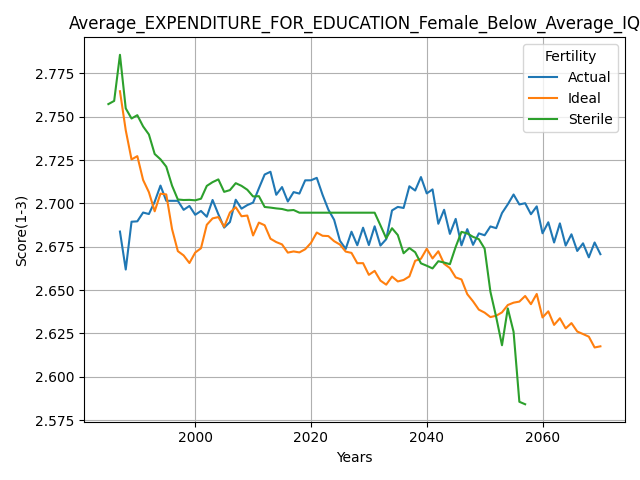 Average_EXPENDITURE_FOR_EDUCATION_Female_Below_Average_IQ
Fertility
Actual
Ideal
Sterile
2.775
2.750
2.725
2.700
2.675
2.650
2.625
2.600
2.575
Score(1-3)
2000
2020
2040
2060
Years